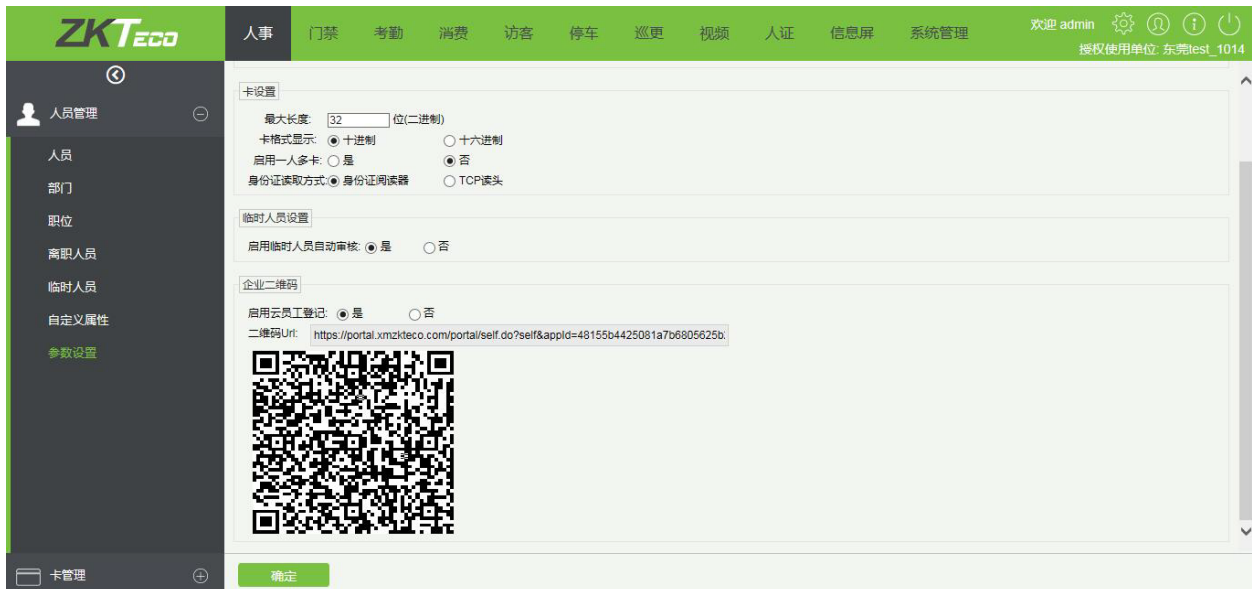 ZKTECO
人事 门禁 考勤 消费 访客 停车 巡更 视频 人证 信息屏 系统管理
欢迎 admin
授权使用单位: 东莞test_1014
人员管理
人员
部门
职位
离职人员
临时人员
自定义属性
参数设置
卡管理
卡设置
最大长度: 32 位(二进制)
卡格式显示: 十进制 十六进制
启用一人多卡: 是 否
身份证读取方式: 身份证阅读器 TCP读头
临时人员设置
启用临时人员自动审核: 是 否
企业二维码
启用云员工登记: 是 否
二维码Url: https://portal.xmzkteco.com/portal/self.do?self&appId=48155b4425081a7b6805625b
确定